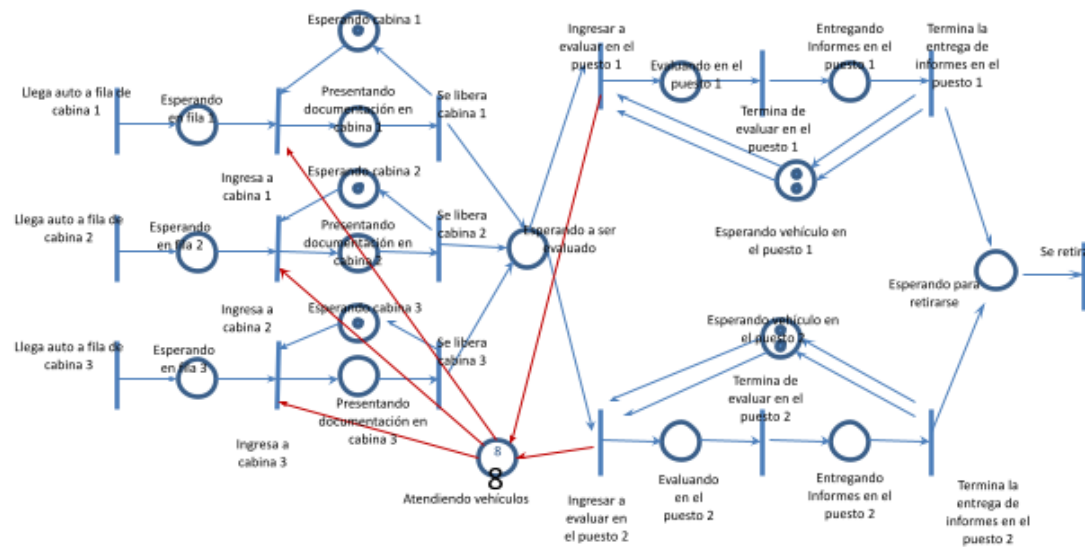 Esperando cabina 1
Llega auto a fila de
cabina 1
Esperando
en fila 1
Presentando
documentación en
cabina 1
Se libera
cabina 1
Ingresa a
cabina 1
Esperando cabina 2
Llega auto a fila de
cabina 2
Esperando
en fila 2
Presentando
documentación en
cabina 2
Se libera
cabina 2
Ingresa a
cabina 2
Esperando cabina 3
Llega auto a fila de
cabina 3
Esperando
en fila 3
Presentando
documentación en
cabina 3
Se libera
cabina 3
Ingresa a
cabina 3
Esperando a ser
evaluado
8
8
Atendiendo vehículos
Ingresar a
evaluar en el
puesto 1
Evaluando en el
puesto 1
Termina de
evaluar en el
puesto 1
Entregando
Informes en el
puesto 1
Termina la
entrega de
informes en el
puesto 1
Esperando vehículo en
el puesto 1
Esperando para
retirarse
Se retira
Esperando vehículo en
el puesto 2
Termina de
evaluar en el
puesto 2
Ingresar a
evaluar en
el puesto 2
Evaluando
en el
puesto 2
Entregando
Informes en el
puesto 2
Termina la
entrega de
informes en el
puesto 2